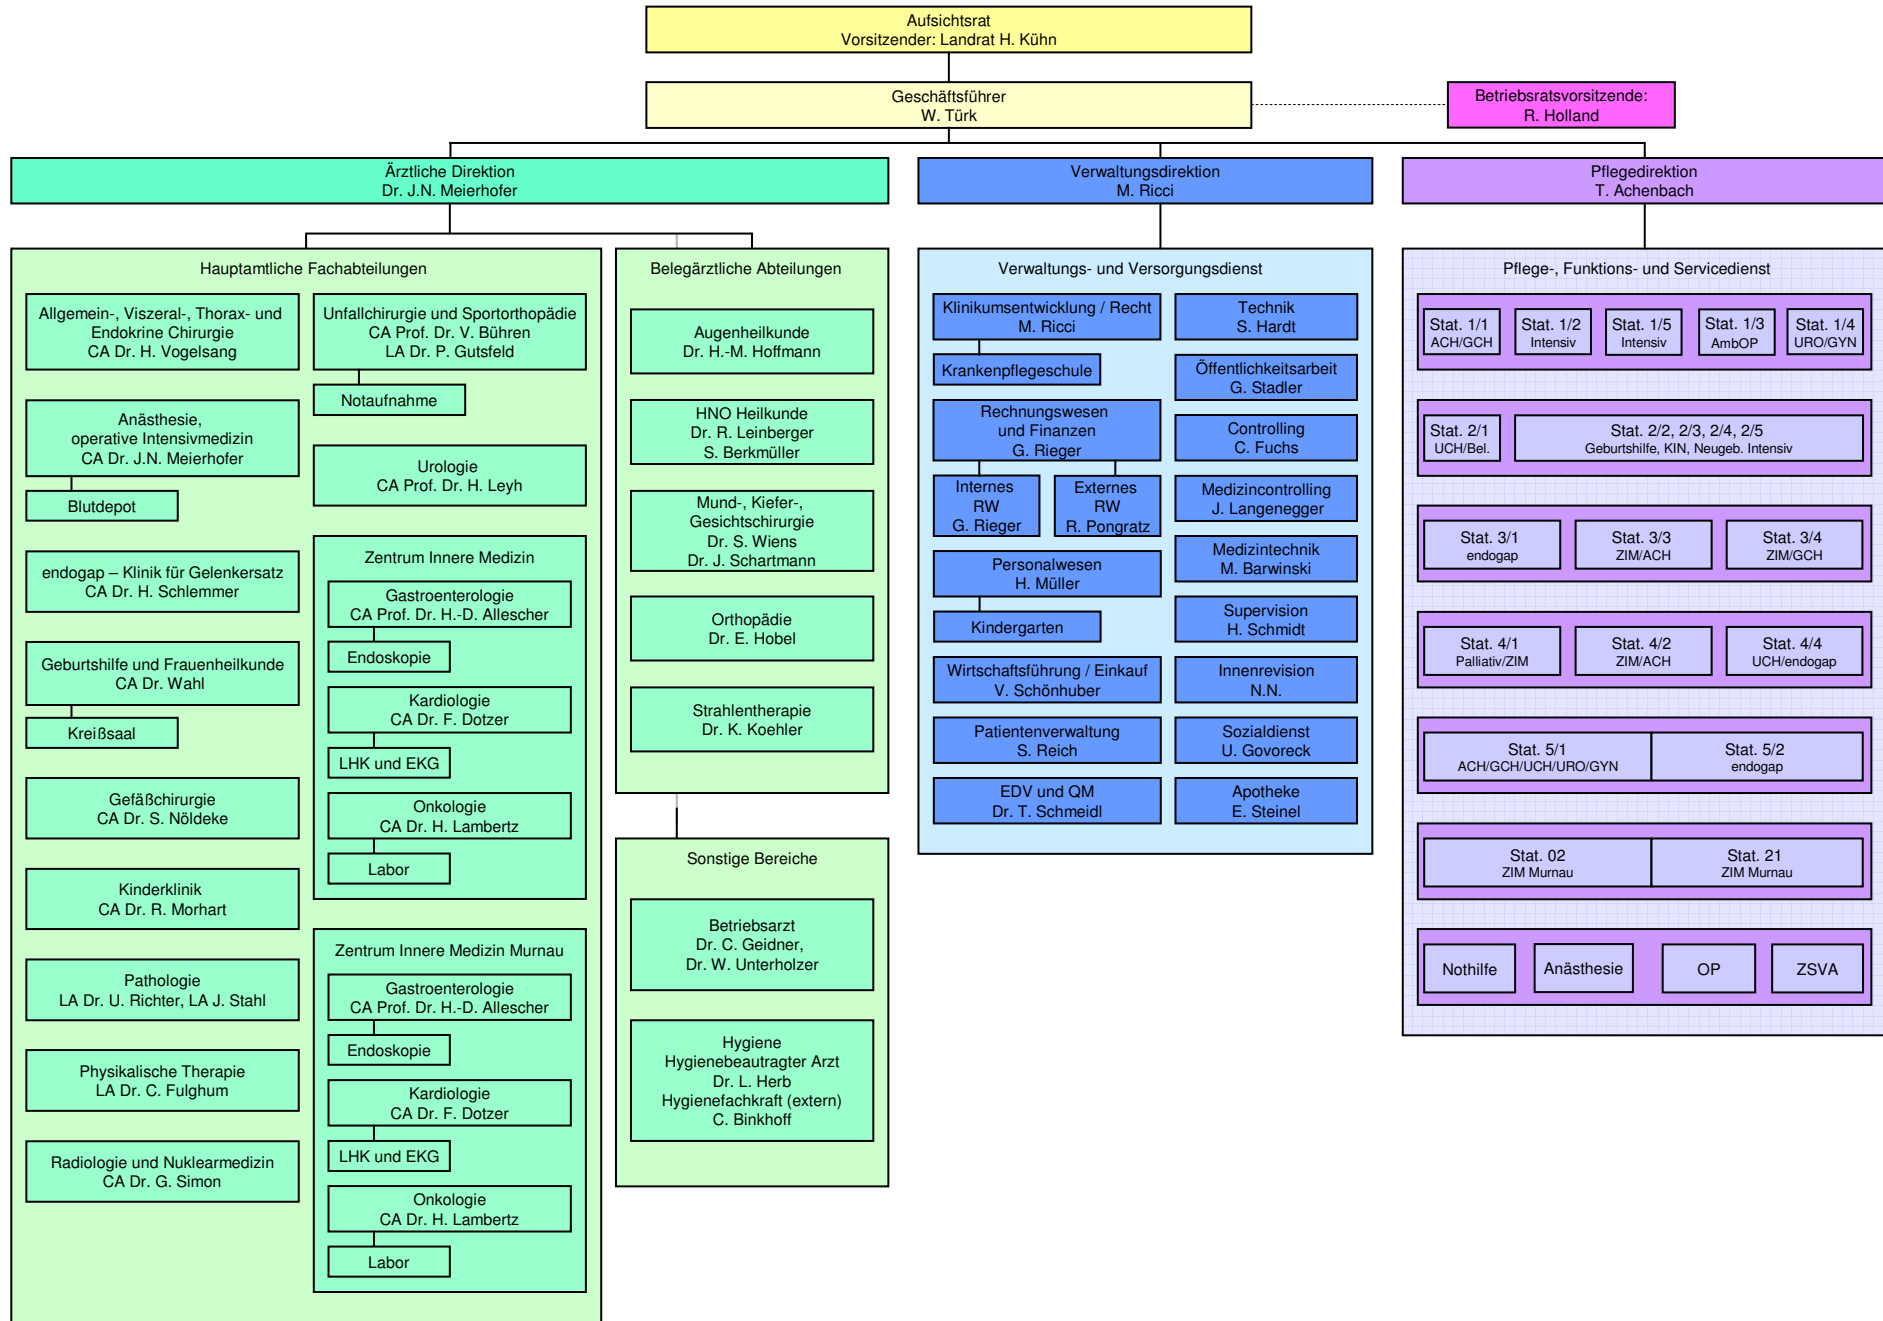 Aufsichtsrat
Vorsitzender: Landrat H. Kühn
Geschäftsführer
W. Türk
Betriebsratsvorsitzende:
R. Holland
Ärztliche Direktion
Dr. J.N. Meierhofer
Verwaltungsdirektion
M. Ricci
Pflegedirektion
T. Achenbach
Hauptamtliche Fachabteilungen
Allgemein-, Viszeral-, Thorax- und
Endokrine Chirurgie
CA Dr. H. Vogelsang
Anästhesie,
operative Intensivmedizin
CA Dr. J.N. Meierhofer
Blutdepot
endogap – Klinik für Gelenkersatz
CA Dr. H. Schlemmer
Geburtshilfe und Frauenheilkunde
CA Dr. Wahl
Kreißsaal
Gefäßchirurgie
CA Dr. S. Nöldeke
Kinderklinik
CA Dr. R. Morhart
Pathologie
LA Dr. U. Richter, LA J. Stahl
Physikalische Therapie
LA Dr. C. Fulghum
Radiologie und Nuklearmedizin
CA Dr. G. Simon
Unfallchirurgie und Sportorthopädie
CA Prof. Dr. V. Bühren
LA Dr. P. Gutsfeld
Notaufnahme
Urologie
CA Prof. Dr. H. Leyh
Zentrum Innere Medizin
Gastroenterologie
CA Prof. Dr. H.-D. Allescher
Endoskopie
Kardiologie
CA Dr. F. Dotzer
LHK und EKG
Onkologie
CA Dr. H. Lambertz
Labor
Zentrum Innere Medizin Murnau
Gastroenterologie
CA Prof. Dr. H.-D. Allescher
Endoskopie
Kardiologie
CA Dr. F. Dotzer
LHK und EKG
Onkologie
CA Dr. H. Lambertz
Labor
Belegärztliche Abteilungen
Augenheilkunde
Dr. H.-M. Hoffmann
HNO Heilkunde
Dr. R. Leinberger
S. Berkmüller
Mund-, Kiefer-,
Gesichtschirurgie
Dr. S. Wiens
Dr. J. Schartmann
Orthopädie
Dr. E. Hobel
Strahlentherapie
Dr. K. Koehler
Sonstige Bereiche
Betriebsarzt
Dr. C. Geidner,
Dr. W. Unterholzer
Hygiene
Hygienebeautragter Arzt
Dr. L. Herb
Hygienefachkraft (extern)
C. Binkhoff
Verwaltungs- und Versorgungsdienst
Klinikumsentwicklung / Recht
M. Ricci
Krankenpflegeschule
Rechnungswesen
und Finanzen
G. Rieger
Internes
RW
G. Rieger
Externes
RW
R. Pongratz
Personalwesen
H. Müller
Kindergarten
Wirtschaftsführung / Einkauf
V. Schönhuber
Patientenverwaltung
S. Reich
EDV und QM
Dr. T. Schmeidl
Technik
S. Hardt
Öffentlichkeitsarbeit
G. Stadler
Controlling
C. Fuchs
Medizincontrolling
J. Langenegger
Medizintechnik
M. Barwinski
Supervision
H. Schmidt
Innenrevision
N.N.
Sozialdienst
U. Govoreck
Apotheke
E. Steinel
Pflege-, Funktions- und Servicedienst
Stat. 1/1
ACH/GCH
Stat. 1/2
Intensiv
Stat. 1/5
Intensiv
Stat. 1/3
AmbOP
Stat. 1/4
URO/GYN
Stat. 2/1
UCH/Bel.
Stat. 2/2, 2/3, 2/4, 2/5
Geburtshilfe, KIN, Neugeb. Intensiv
Stat. 3/1
endogap
Stat. 3/3
ZIM/ACH
Stat. 3/4
ZIM/GCH
Stat. 4/1
Palliativ/ZIM
Stat. 4/2
ZIM/ACH
Stat. 4/4
UCH/endogap
Stat. 5/1
ACH/GCH/UCH/URO/GYN
Stat. 5/2
endogap
Stat. 02
ZIM Murnau
Stat. 21
ZIM Murnau
Nothilfe
Anästhesie
OP
ZSVA